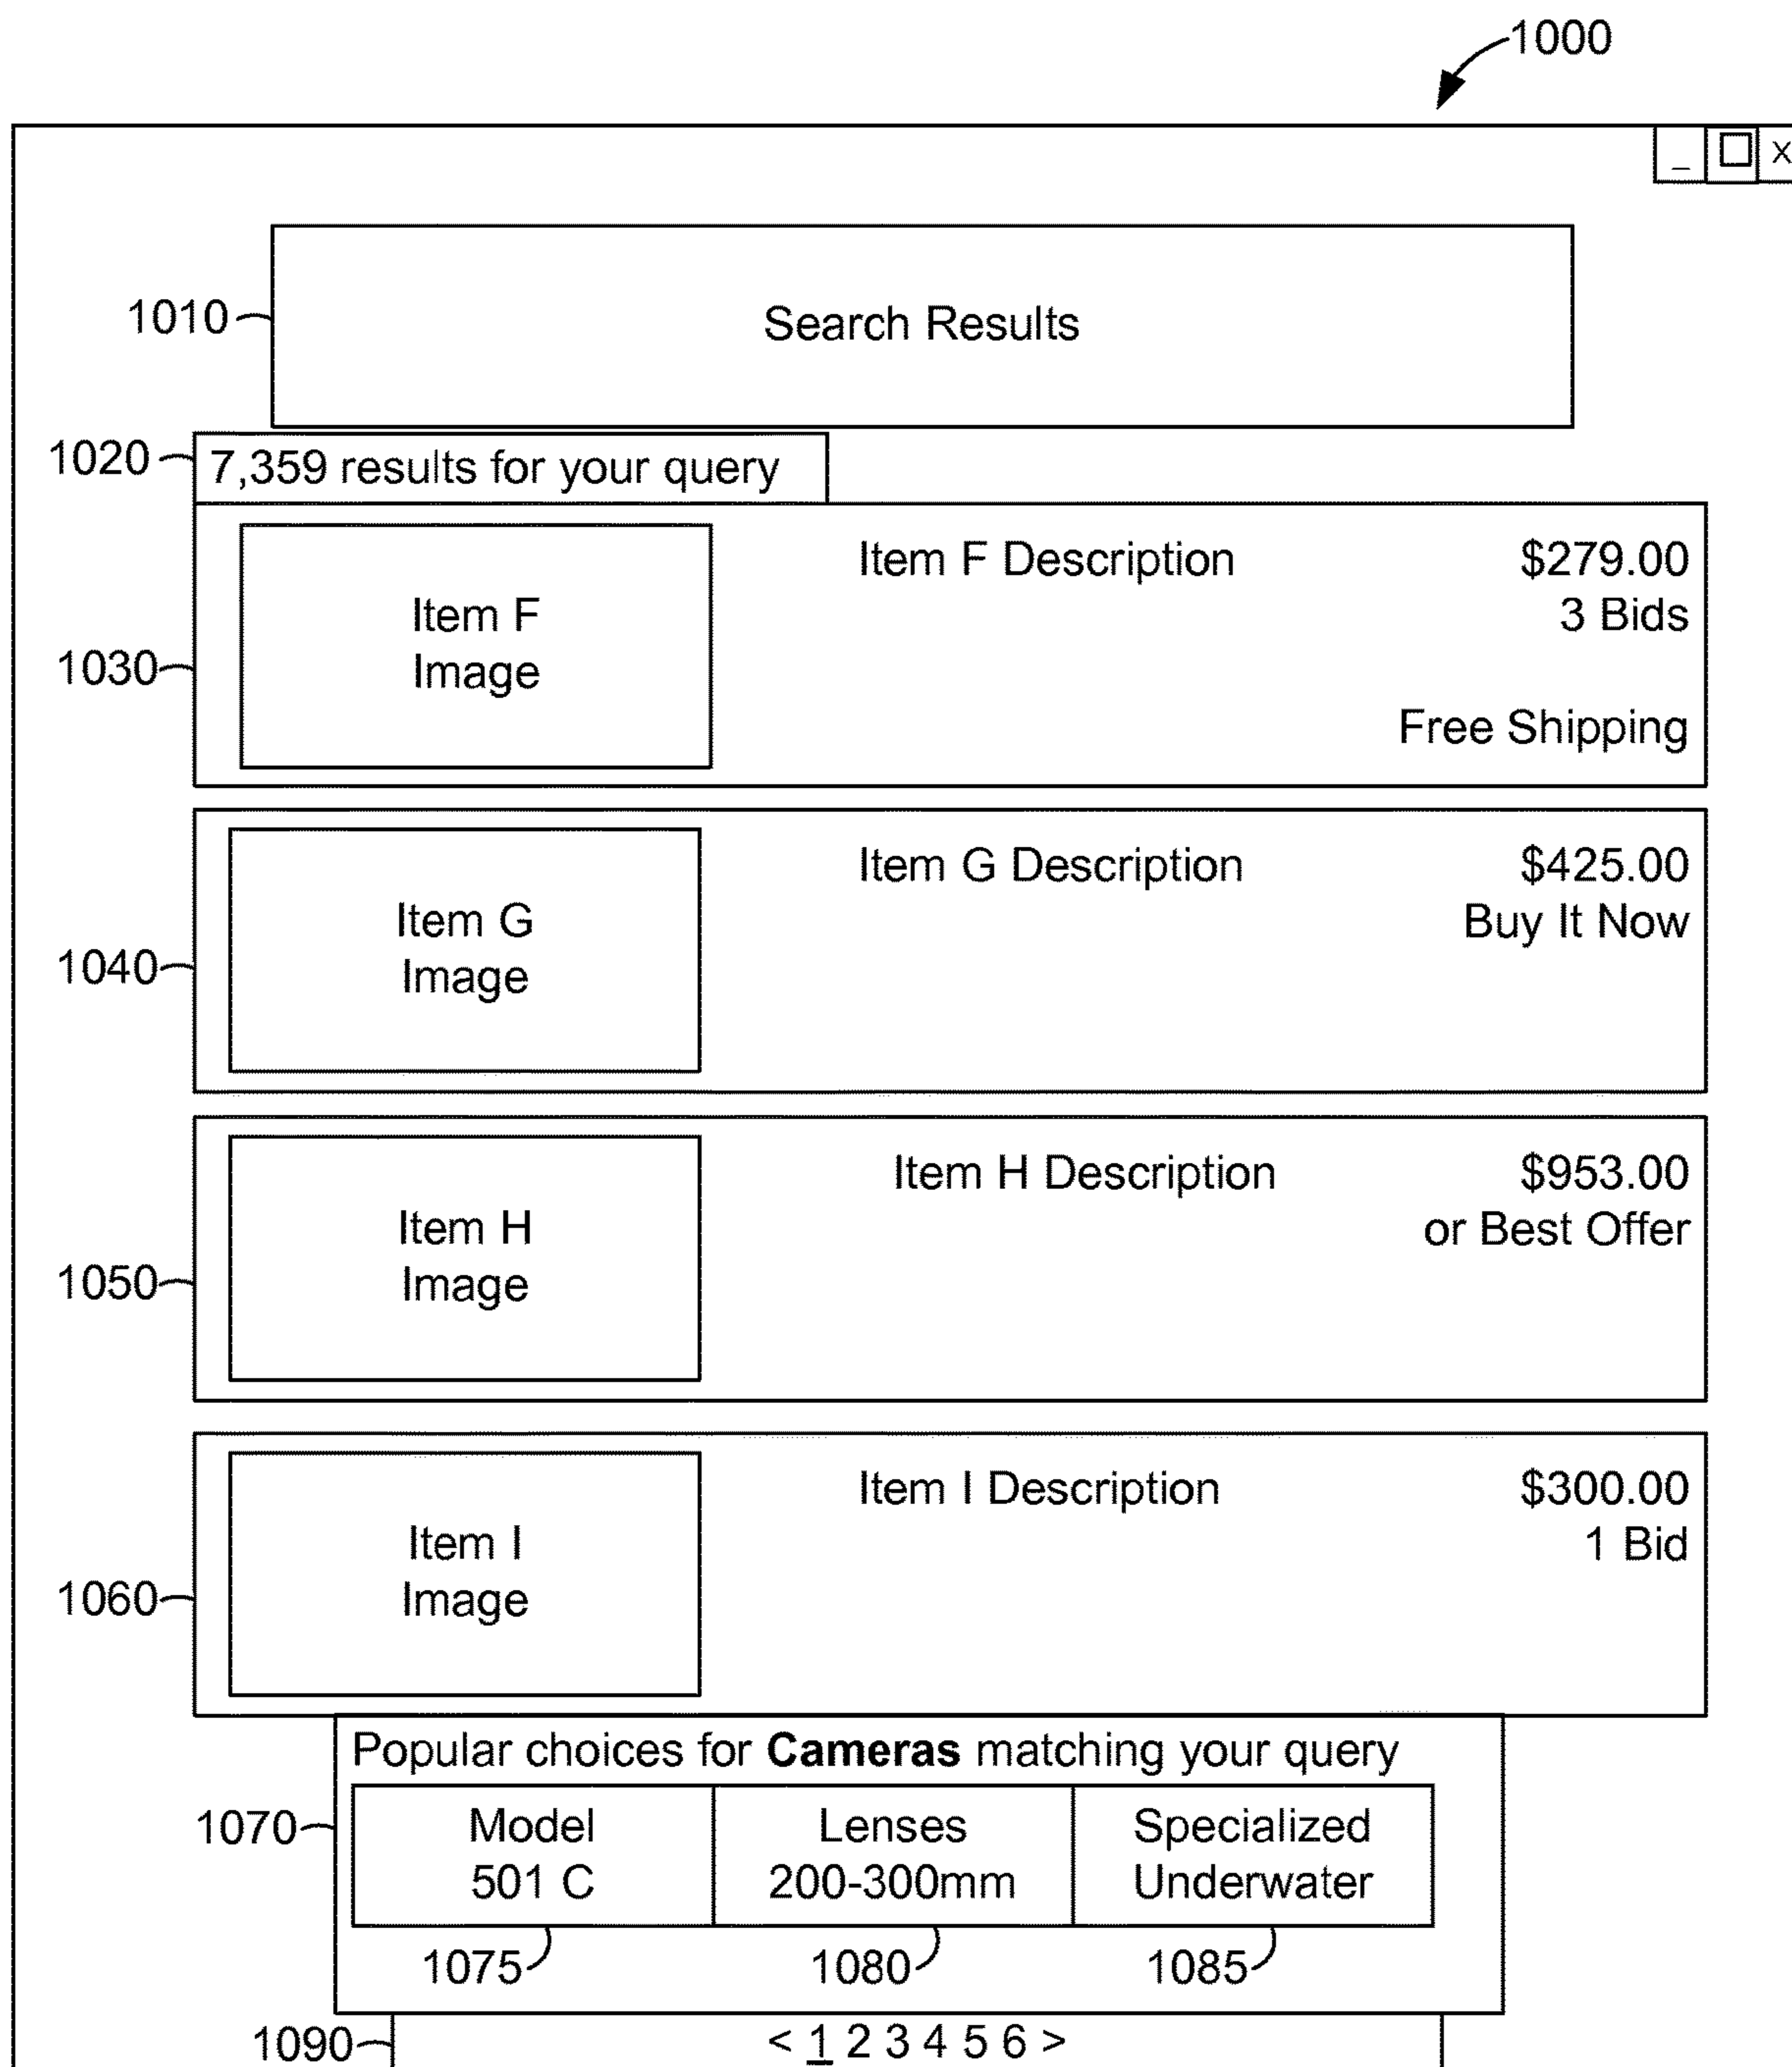 1000
_ □ X
1010 Search Results
1020 7,359 results for your query
Item F Description $279.00
Item F 3 Bids
1030 Image
Free Shipping
Item G Description $425.00
Item G Buy It Now
1040 Image
Item H Description $953.00
Item H or Best Offer
1050 Image
Item I Description $300.00
Item I 1 Bid
1060 Image
Popular choices for Cameras matching your query
1070 Model Lenses Specialized
501 C 200-300mm Underwater
1075 1080 1085
1090 < 1 2 3 4 5 6 >